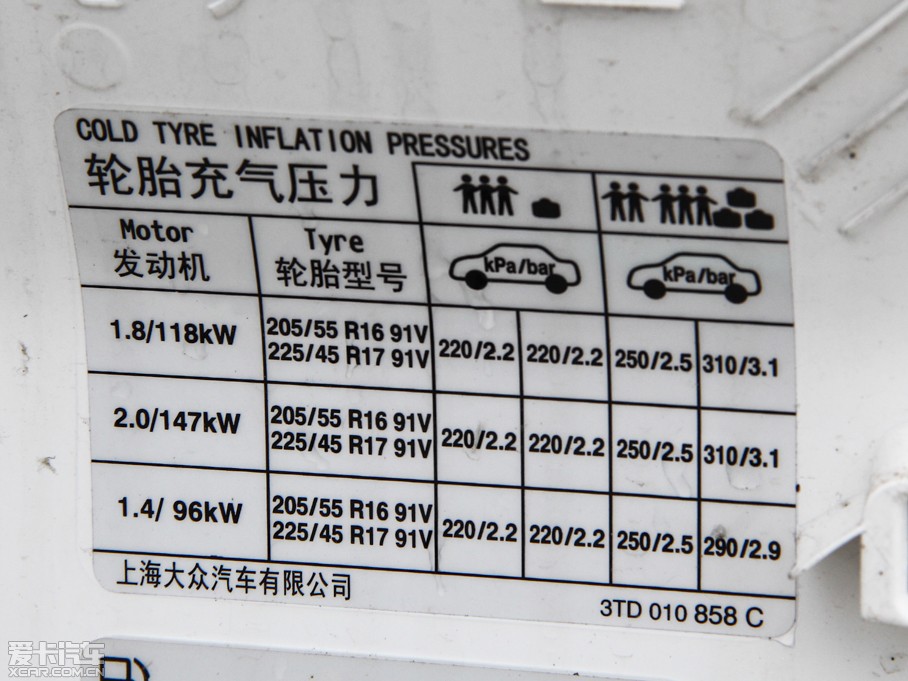 COLD TYRE INFLATION PRESSURES
轮胎充气压力
Motor
发动机
Tyre
轮胎型号
kPa/bar
kPa/bar
1.8/118kW
205/55 R16 91V
225/45 R17 91V
220/2.2
220/2.2
250/2.5
310/3.1
2.0/147kW
205/55 R16 91V
225/45 R17 91V
220/2.2
220/2.2
250/2.5
310/3.1
1.4/ 96kW
205/55 R16 91V
225/45 R17 91V
220/2.2
220/2.2
250/2.5
290/2.9
上海大众汽车有限公司
3TD 010 858 C
爱卡汽车
XCAR.COM.CN